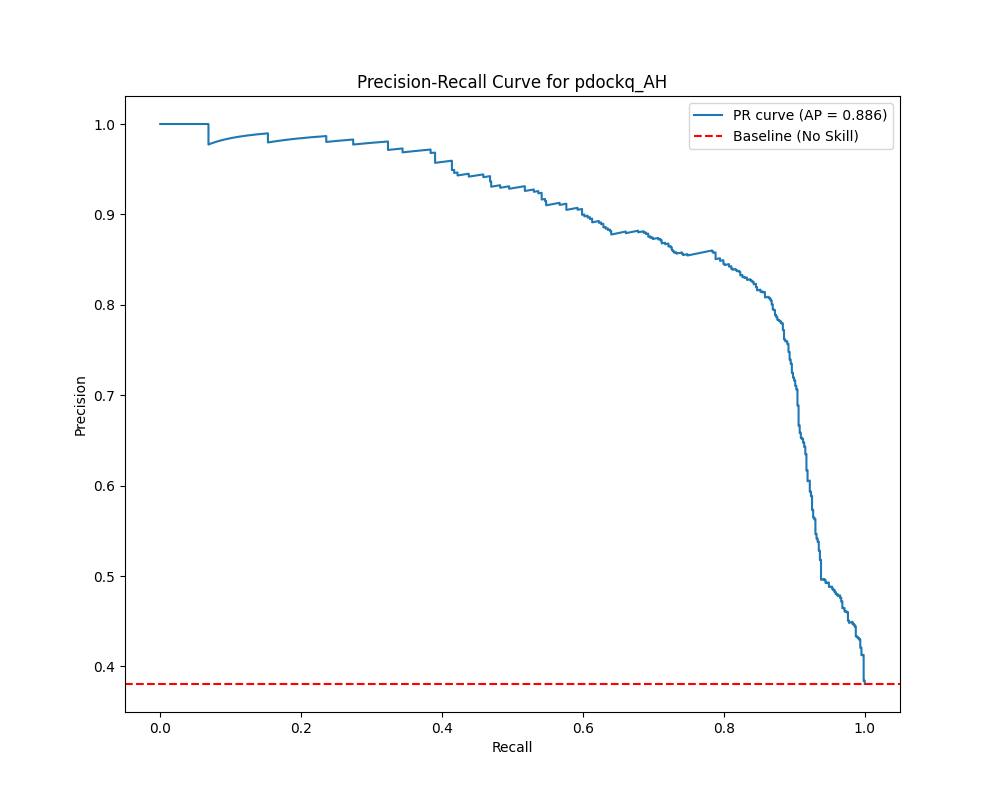 Precision-Recall Curve for pdockq_AH
PR curve (AP = 0.886)
Baseline (No Skill)
1.0
0.9
0.8
0.7
0.6
0.5
0.4
Precision
0.0 0.2 0.4 0.6 0.8 1.0
Recall